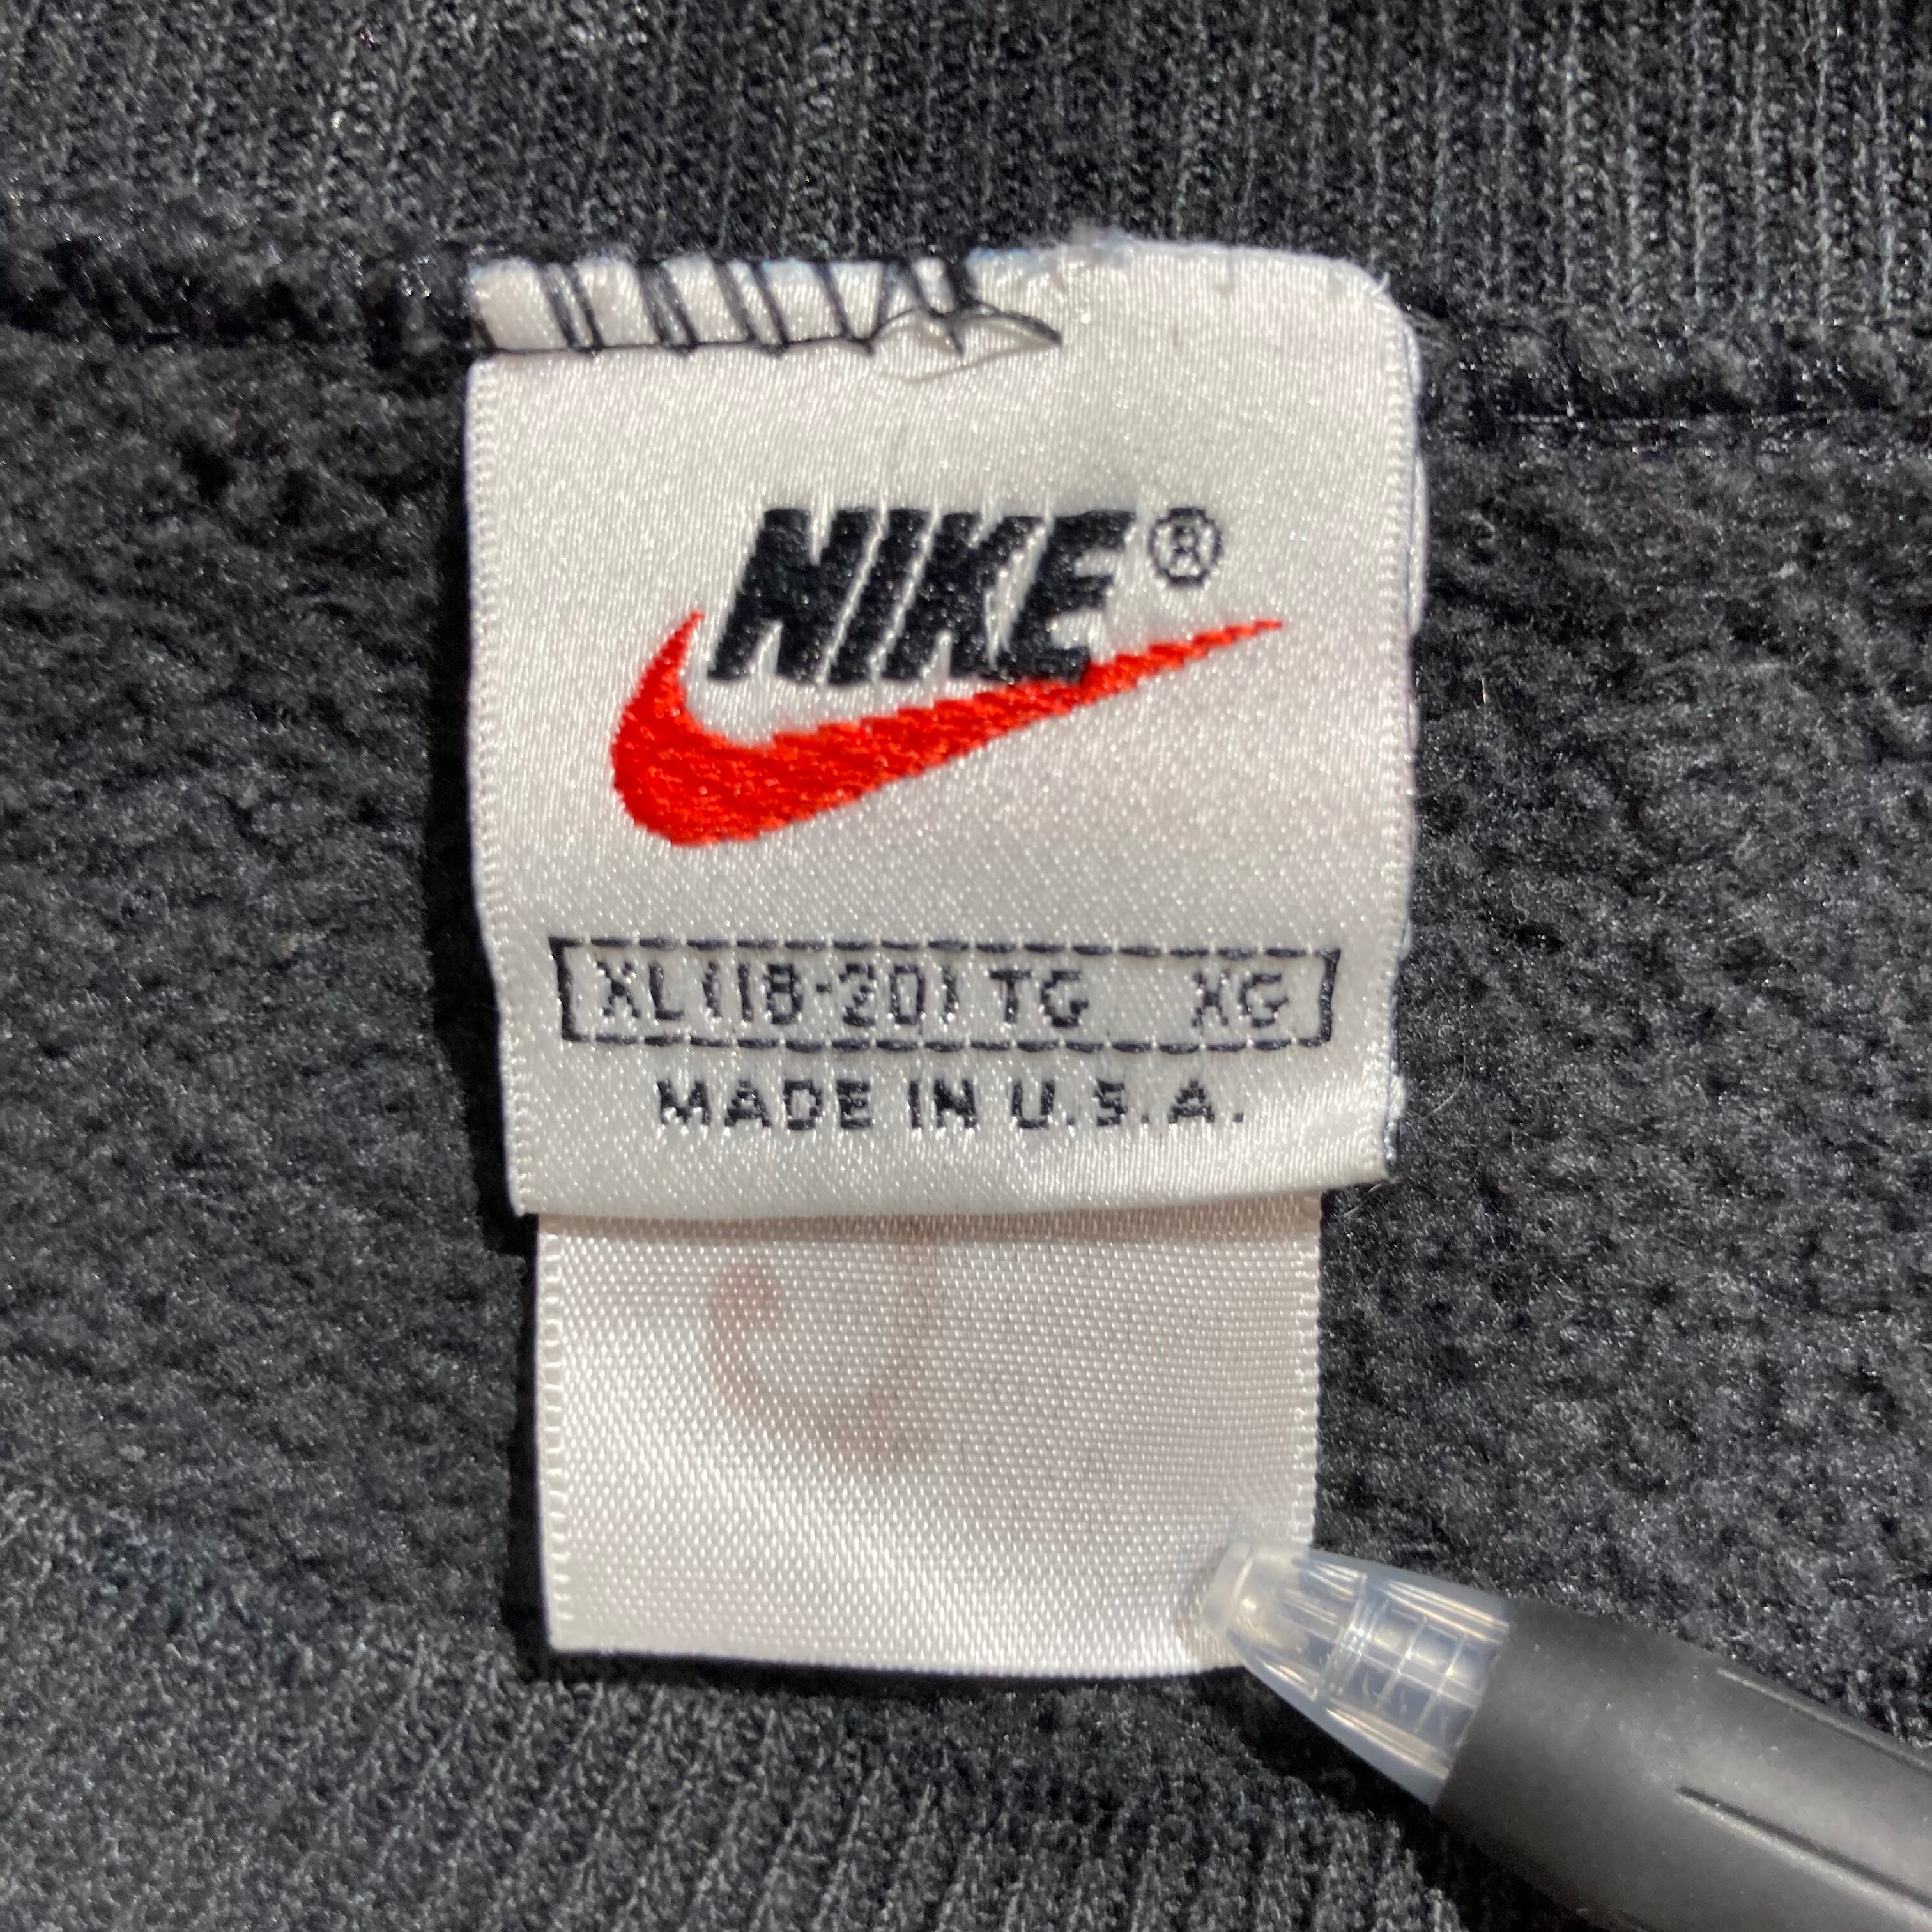 NIKE®
XL (18-20) TG XG
MADE IN U.S.A.